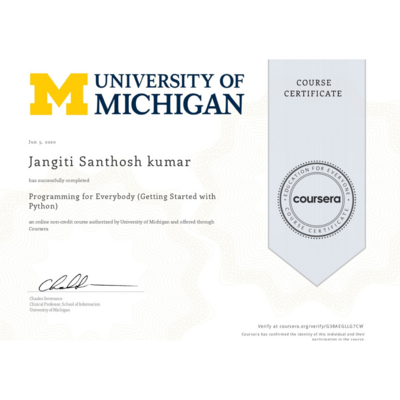 M UNIVERSITY OF
MICHIGAN
COURSE
CERTIFICATE
Jun 5, 2020
Jangiti Santhosh kumar
has successfully completed
Programming for Everybody (Getting Started with
Python)
an online non-credit course authorized by University of Michigan and offered through
Coursera
EDUCATION FOR EVERYONE
coursera
COURSE CERTIFICATE
Charles Severance
Clinical Professor, School of Information
University of Michigan
Verify at coursera.org/verify/
Coursera has confirmed the identity of this individual and their
participation in the course.